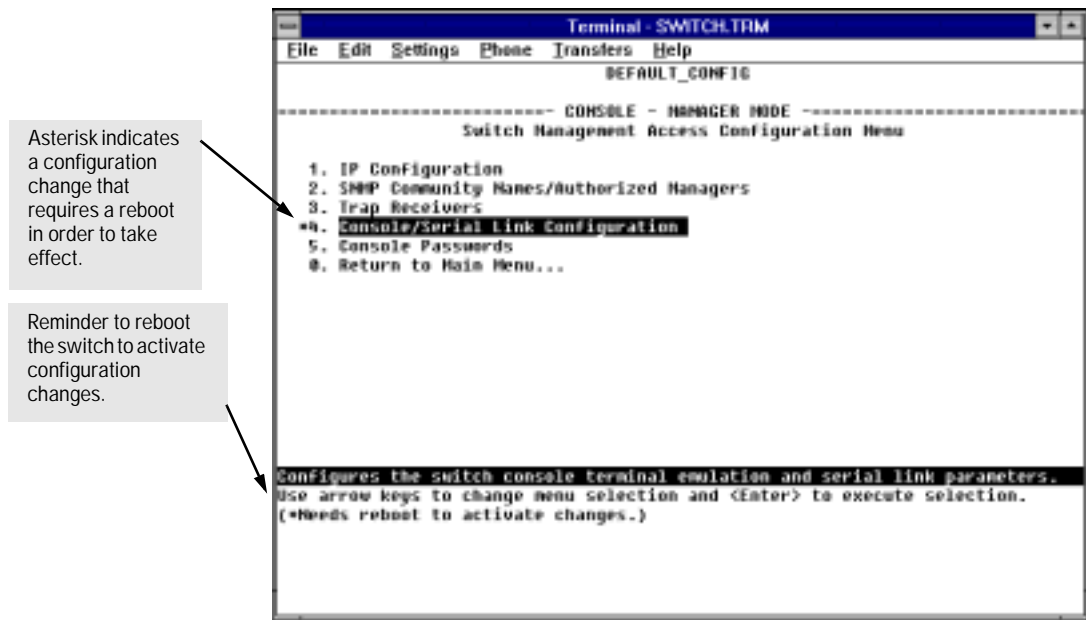 Terminal - SWITCH.TRM
File Edit Settings Phone Transfers Help
DEFAULT_CONFIG
- CONSOLE - MANAGER MODE -
Switch Management Access Configuration Menu
1. IP Configuration
2. SNMP Community Names/Authorized Managers
3. Trap Receivers
*4. Console/Serial Link Configuration
5. Console Passwords
0. Return to Main Menu...
Configures the switch console terminal emulation and serial link parameters.
Use arrow keys to change menu selection and <Enter> to execute selection.
(*Needs reboot to activate changes.)
Asterisk indicates
a configuration
change that
requires a reboot
in order to take
effect.
Reminder to reboot
the switch to activate
configuration
changes.